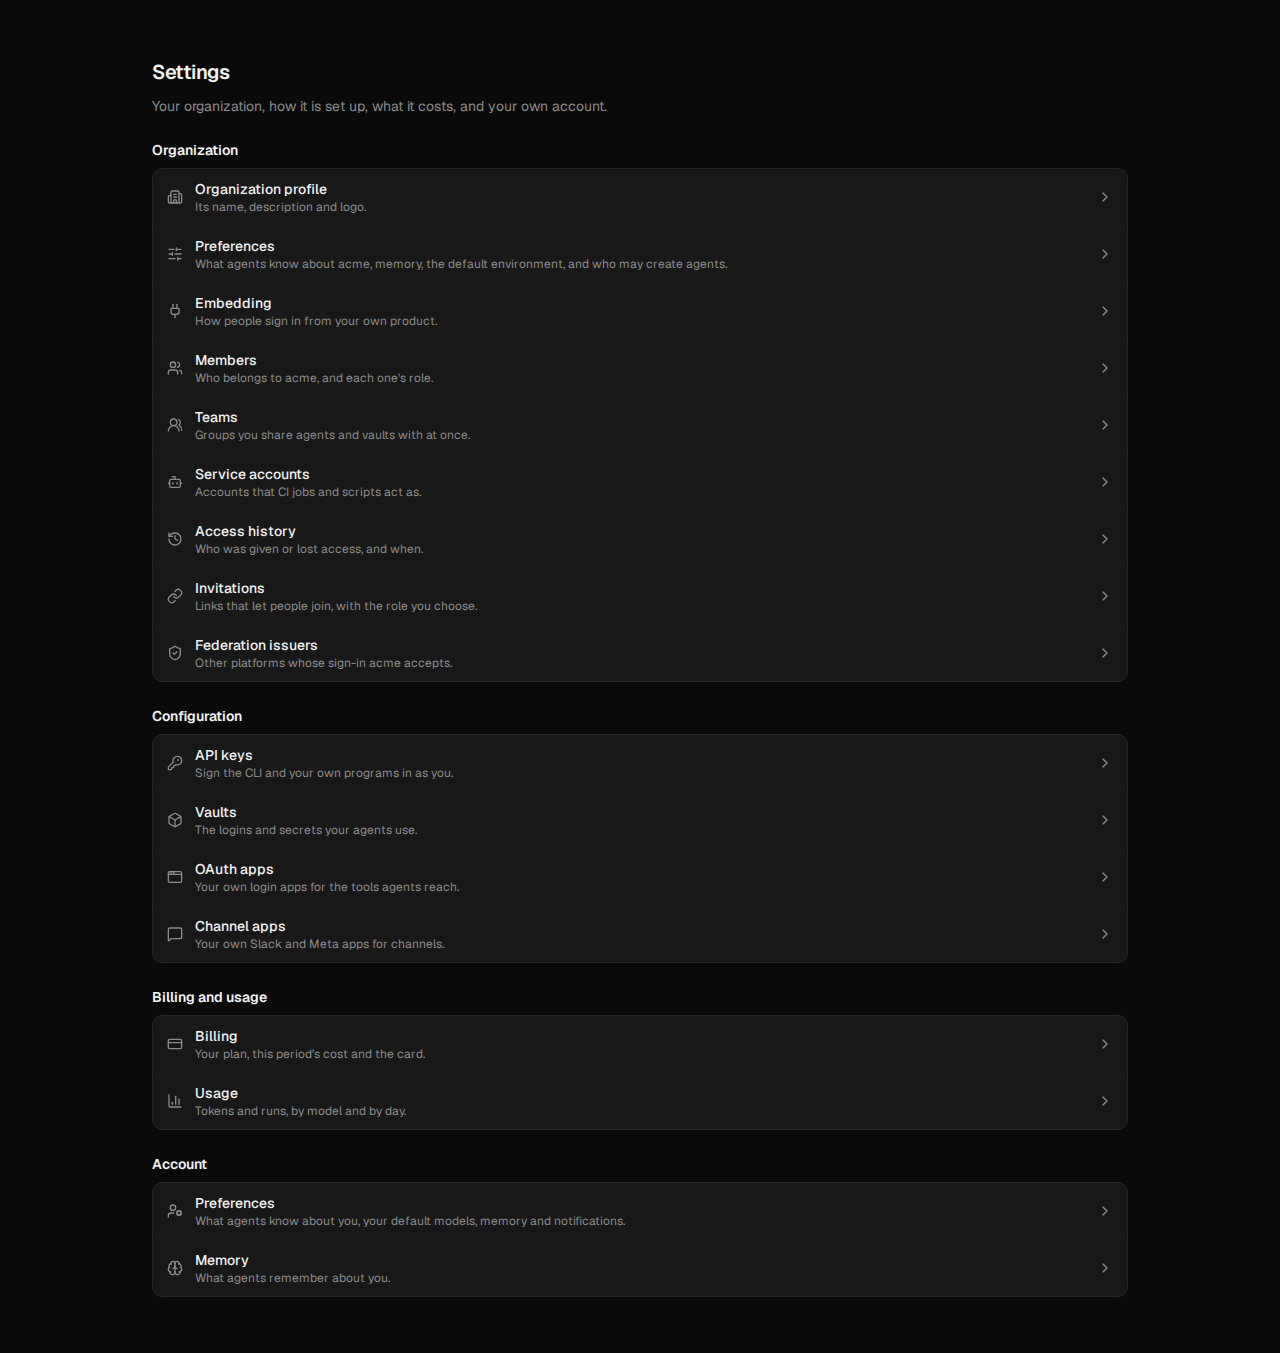 Settings
Your organization, how it is set up, what it costs, and your own account.
Organization
Organization profile
Its name, description and logo.
Preferences
What agents know about acme, memory, the default environment, and who may create agents.
Embedding
How people sign in from your own product.
Members
Who belongs to acme, and each one's role.
Teams
Groups you share agents and vaults with at once.
Service accounts
Accounts that CI jobs and scripts act as.
Access history
Who was given or lost access, and when.
Invitations
Links that let people join, with the role you choose.
Federation issuers
Other platforms whose sign-in acme accepts.
Configuration
API keys
Sign the CLI and your own programs in as you.
Vaults
The logins and secrets your agents use.
OAuth apps
Your own login apps for the tools agents reach.
Channel apps
Your own Slack and Meta apps for channels.
Billing and usage
Billing
Your plan, this period's cost and the card.
Usage
Tokens and runs, by model and by day.
Account
Preferences
What agents know about you, your default models, memory and notifications.
Memory
What agents remember about you.